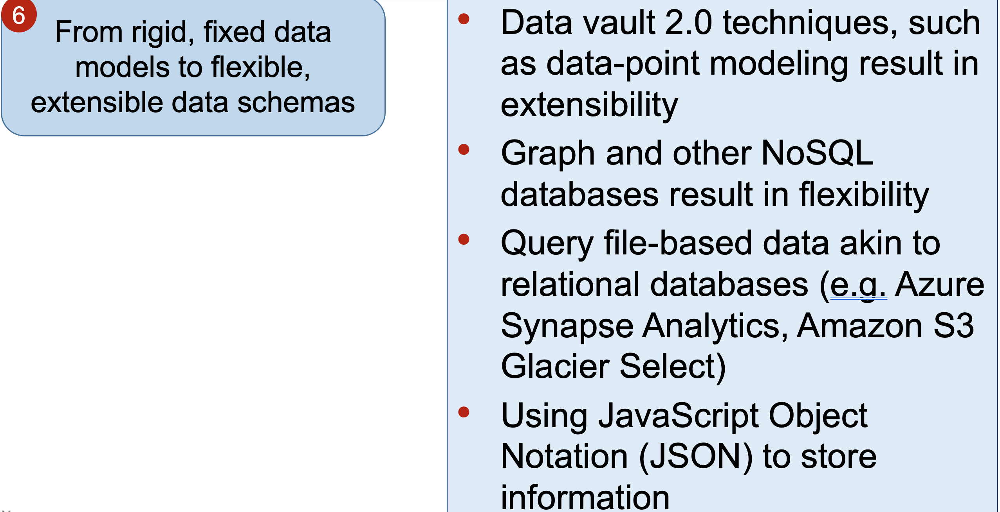 6
From rigid, fixed data
models to flexible,
extensible data schemas
• Data vault 2.0 techniques, such
as data-point modeling result in
extensibility
• Graph and other NoSQL
databases result in flexibility
• Query file-based data akin to
relational databases (e.g. Azure
Synapse Analytics, Amazon S3
Glacier Select)
• Using JavaScript Object
Notation (JSON) to store
information